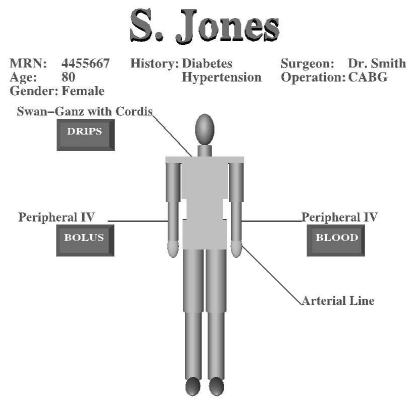 S. Jones
MRN: 4455667 History: Diabetes Surgeon: Dr. Smith
Age: 80 Hypertension Operation: CABG
Gender: Female
Swan-Ganz with Cordis
DRIPS
Peripheral IV Peripheral IV
BOLUS BLOOD
Arterial Line